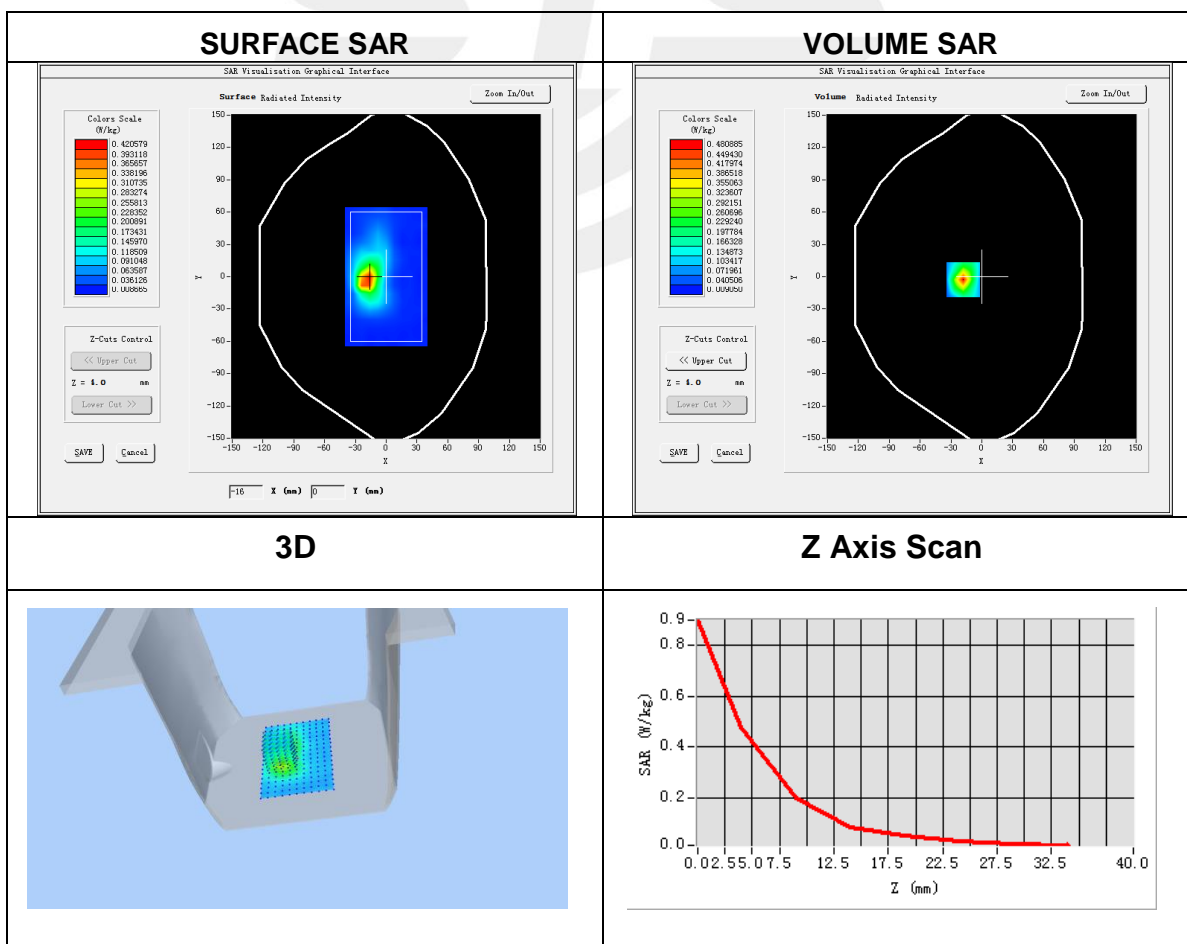 SURFACE SAR
SAR Visualisation Graphical Interface
Surface Radiated Intensity
Zoom In/Out
Colors Scale
(W/kg)
0.420579
0.393118
0.365657
0.338196
0.310735
0.283274
0.255813
0.228352
0.200891
0.173431
0.145970
0.118509
0.091048
0.063587
0.036126
0.008665
Z-Cuts Control
<< Upper Cut
Z = 4.0 mm
Lower Cut >>
SAVE Cancel
150
120
90
60
30
0
-30
-60
-90
-120
-150
Y
-150 -120 -90 -60 -30 0 30 60 90 120 150
X
-16 X (mm) 0 Y (mm)
VOLUME SAR
SAR Visualisation Graphical Interface
Volume Radiated Intensity
Zoom In/Out
Colors Scale
(W/kg)
0.480885
0.449430
0.417974
0.386518
0.355063
0.323607
0.292151
0.260696
0.229240
0.197784
0.166328
0.134873
0.103417
0.071961
0.040506
0.009050
Z-Cuts Control
<< Upper Cut
Z = 4.0 mm
Lower Cut >>
SAVE Cancel
150
120
90
60
30
0
-30
-60
-90
-120
-150
Y
-150 -120 -90 -60 -30 0 30 60 90 120 150
X
3D
Z Axis Scan
0.9
0.8
0.6
0.4
0.2
0.0
SAR (W/kg)
0.0 2.5 5.0 7.5 12.5 17.5 22.5 27.5 32.5 40.0
Z (mm)